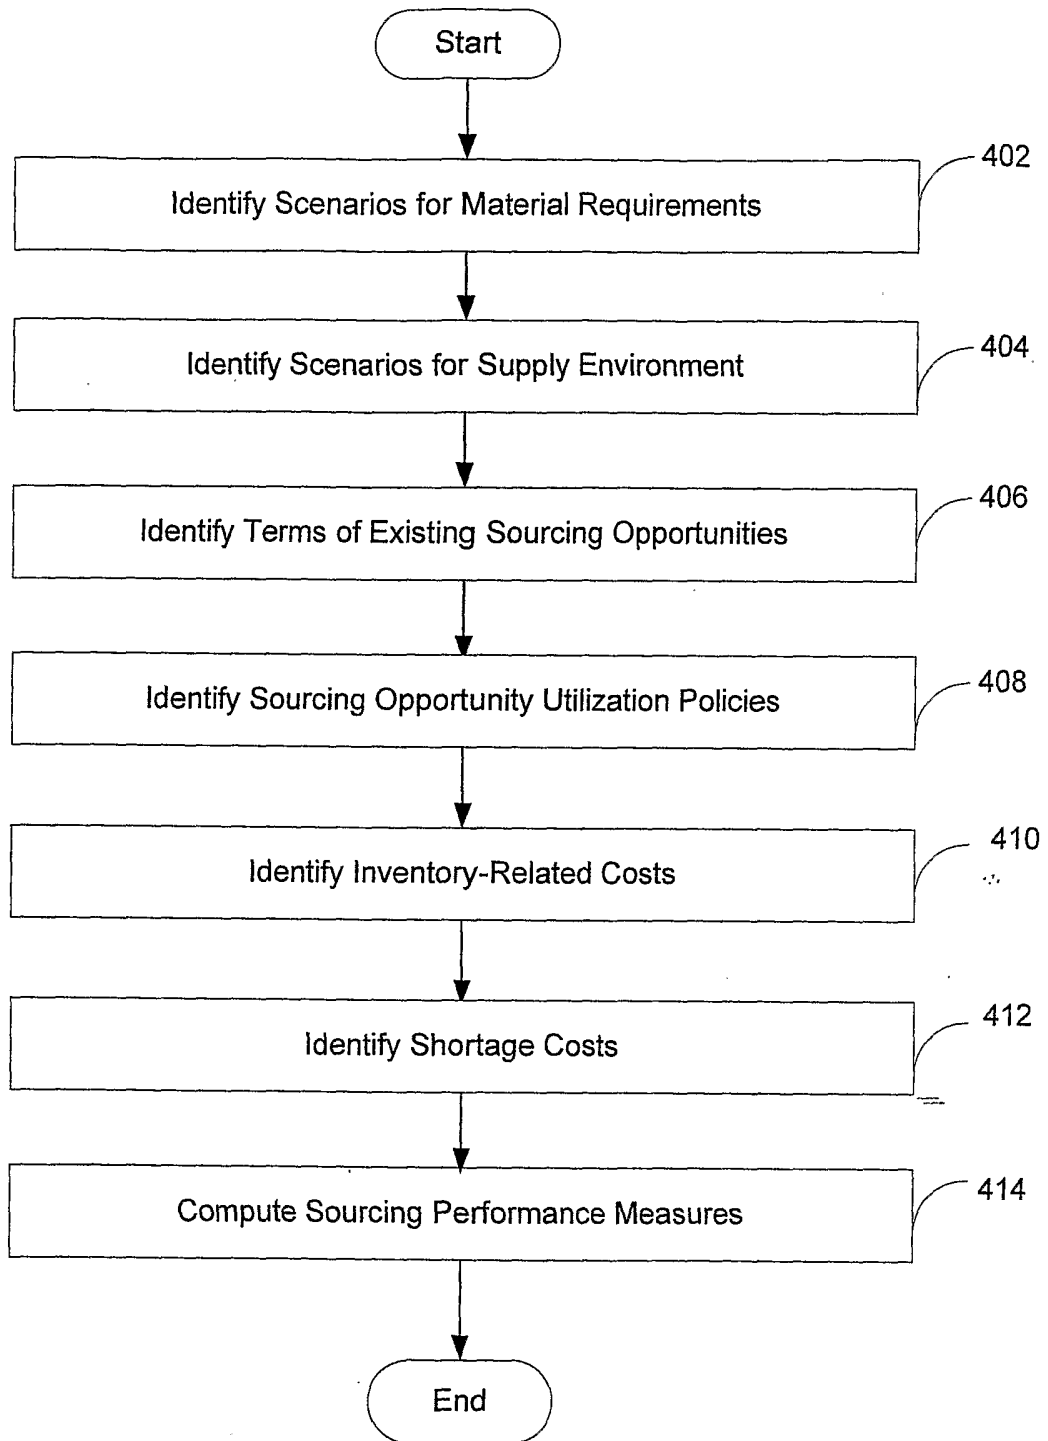 Start
402
Identify Scenarios for Material Requirements
404
Identify Scenarios for Supply Environment
406
Identify Terms of Existing Sourcing Opportunities
408
Identify Sourcing Opportunity Utilization Policies
410
Identify Inventory-Related Costs
412
Identify Shortage Costs
414
Compute Sourcing Performance Measures
End